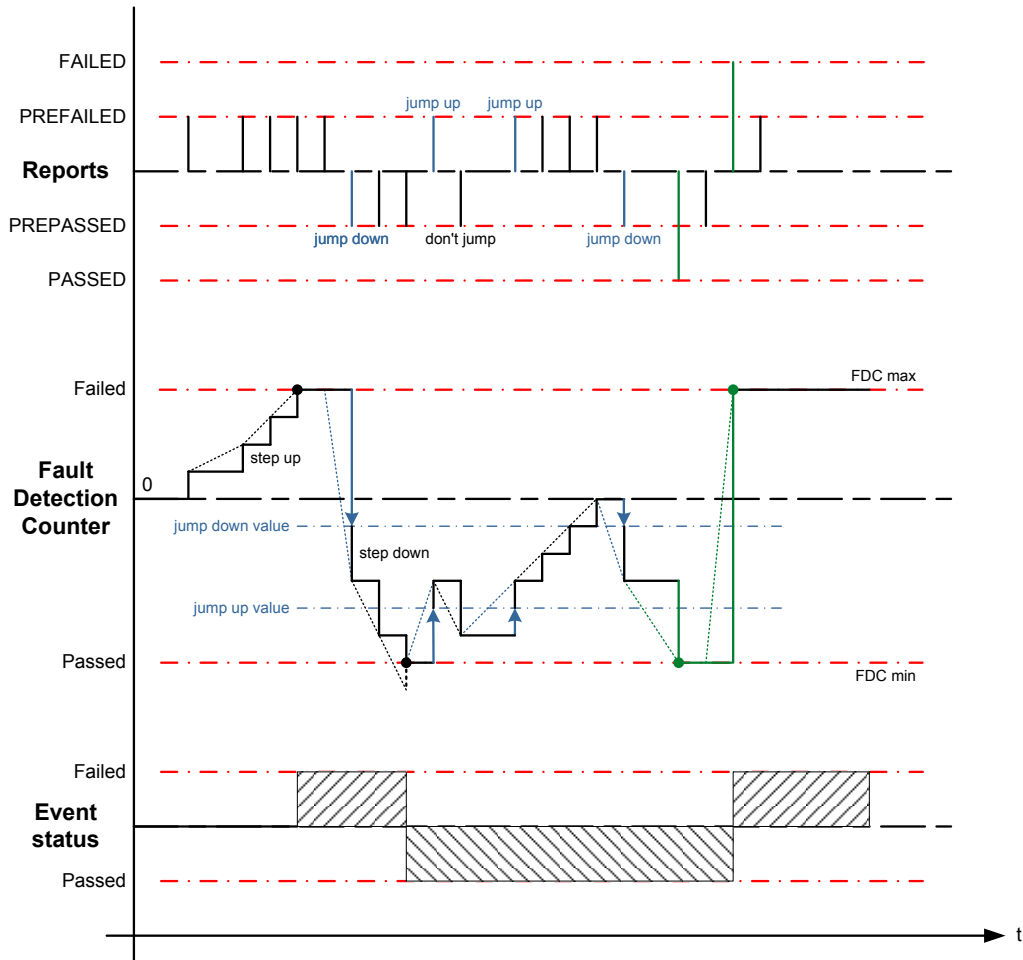 FAILED
jump up
jump up
PREFAILED
Reports
PREPASSED
jump down
don't jump
jump down
PASSED
Failed
FDC max
step up
Fault
Detection
Counter
0
jump down value
step down
jump up value
Passed
FDC min
Failed
Event
status
Passed
t